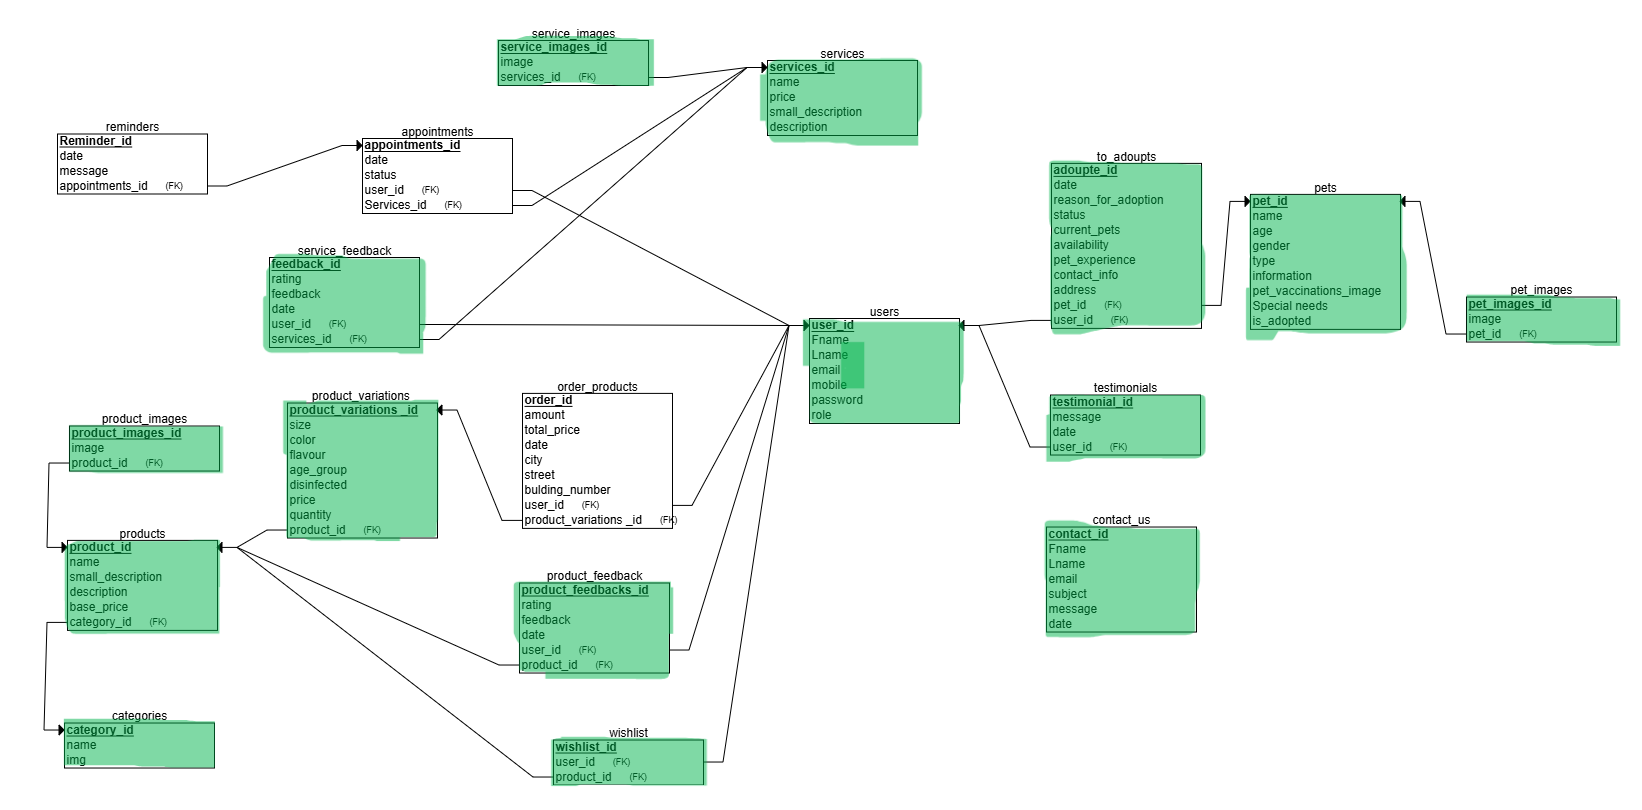 service_images
service_images_id
image
services_id (FK)
services
services_id
name
price
small_description
description
reminders
Reminder_id
date
message
appointments_id (FK)
appointments
appointments_id
date
status
user_id (FK)
Services_id (FK)
to_adoupts
adoupte_id
date
reason_for_adoption
status
current_pets
availability
pet_experience
contact_info
address
pet_id (FK)
user_id (FK)
pets
pet_id
name
age
gender
type
information
pet_vaccinations_image
Special needs
is_adopted
pet_images
pet_images_id
image
pet_id (FK)
service_feedback
feedback_id
rating
feedback
date
user_id (FK)
services_id (FK)
users
user_id
Fname
Lname
email
mobile
password
role
product_images
product_images_id
image
product_id (FK)
product_variations
product_variations _id
size
color
flavour
age_group
disinfected
price
quantity
product_id (FK)
order_products
order_id
amount
total_price
date
city
street
bulding_number
user_id (FK)
product_variations _id (FK)
testimonials
testimonial_id
message
date
user_id (FK)
products
product_id
name
small_description
description
base_price
category_id (FK)
product_feedback
product_feedbacks_id
rating
feedback
date
user_id (FK)
product_id (FK)
contact_us
contact_id
Fname
Lname
email
subject
message
date
categories
category_id
name
img
wishlist
wishlist_id
user_id (FK)
product_id (FK)